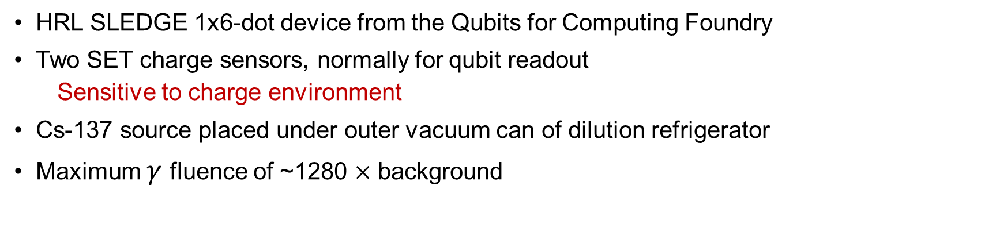 • HRL SLEDGE 1x6-dot device from the Qubits for Computing Foundry
• Two SET charge sensors, normally for qubit readout
Sensitive to charge environment
• Cs-137 source placed under outer vacuum can of dilution refrigerator
• Maximum γ fluence of ~1280 × background